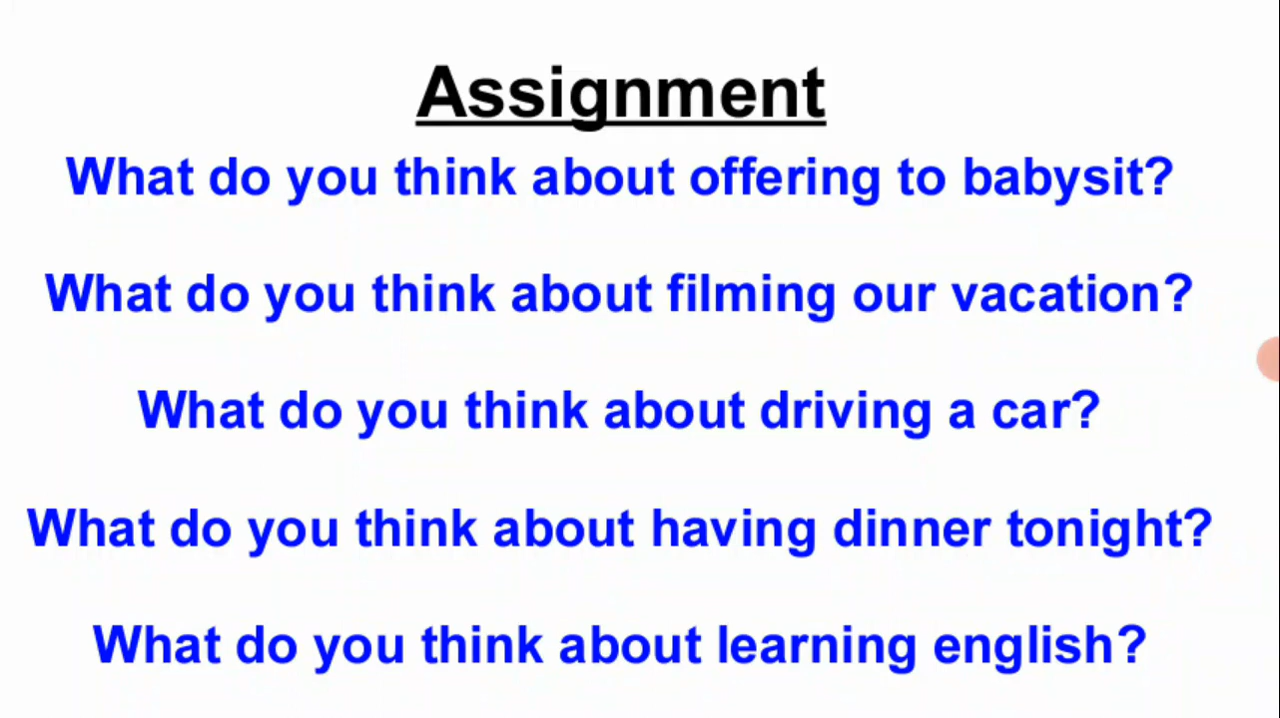 Assignment
What do you think about offering to babysit?
What do you think about filming our vacation?
What do you think about driving a car?
What do you think about having dinner tonight?
What do you think about learning english?